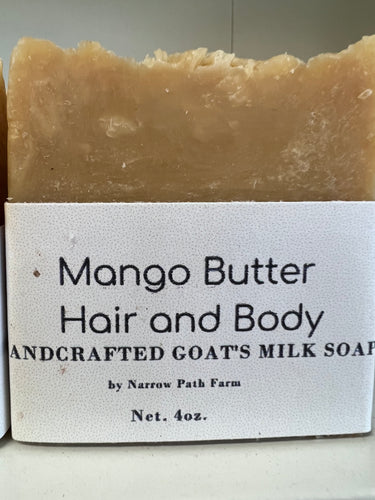 Mango Butter
Hair and Body
ANDCRAFTED GOAT'S MILK SOAP
by Narrow Path Farm
Net. 4oz.